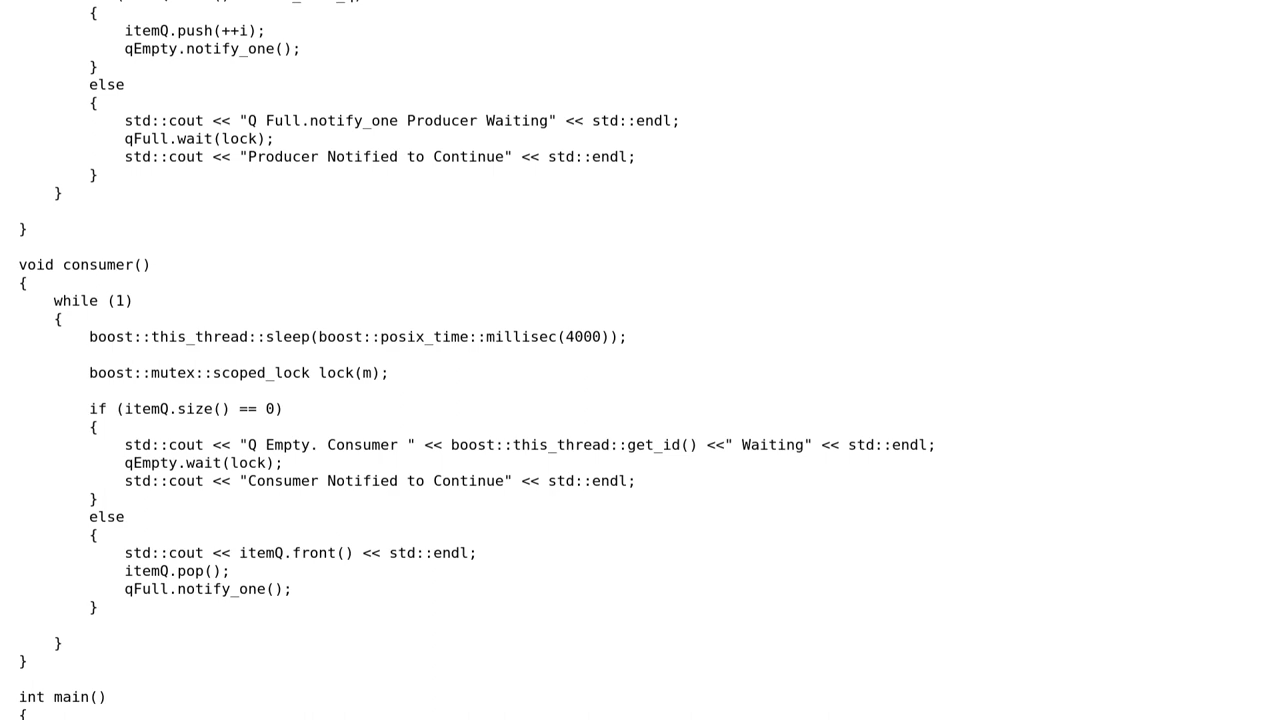 {
itemQ.push(++i);
qEmpty.notify_one();
}
else
{
std::cout << "Q Full.notify_one Producer Waiting" << std::endl;
qFull.wait(lock);
std::cout << "Producer Notified to Continue" << std::endl;
}
}
}
void consumer()
{
while (1)
{
boost::this_thread::sleep(boost::posix_time::millisec(4000));
boost::mutex::scoped_lock lock(m);
if (itemQ.size() == 0)
{
std::cout << "Q Empty. Consumer " << boost::this_thread::get_id() <<" Waiting" << std::endl;
qEmpty.wait(lock);
std::cout << "Consumer Notified to Continue" << std::endl;
}
else
{
std::cout << itemQ.front() << std::endl;
itemQ.pop();
qFull.notify_one();
}
}
}
int main()
{